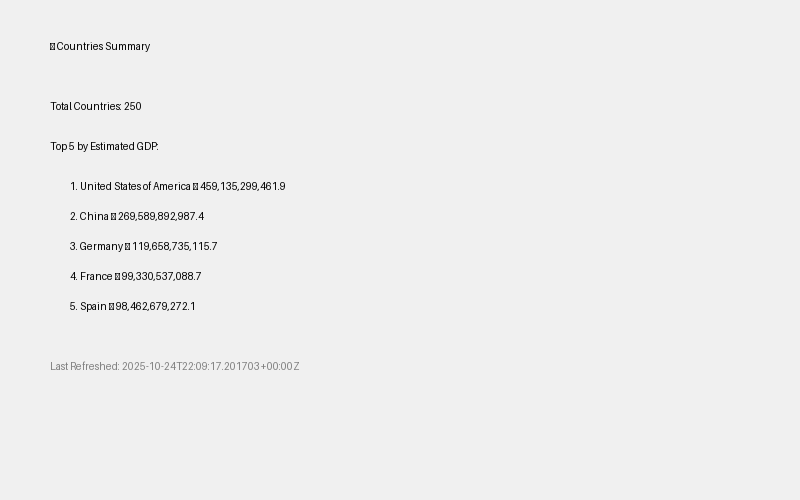 Countries Summary
Total Countries: 250
Top 5 by Estimated GDP:
1. United States of America 459,135,299,461.9
2. China 269,589,892,987.4
3. Germany 119,658,735,115.7
4. France 99,330,537,088.7
5. Spain 98,462,679,272.1
Last Refreshed: 2025-10-24T22:09:17.201703+00:00Z